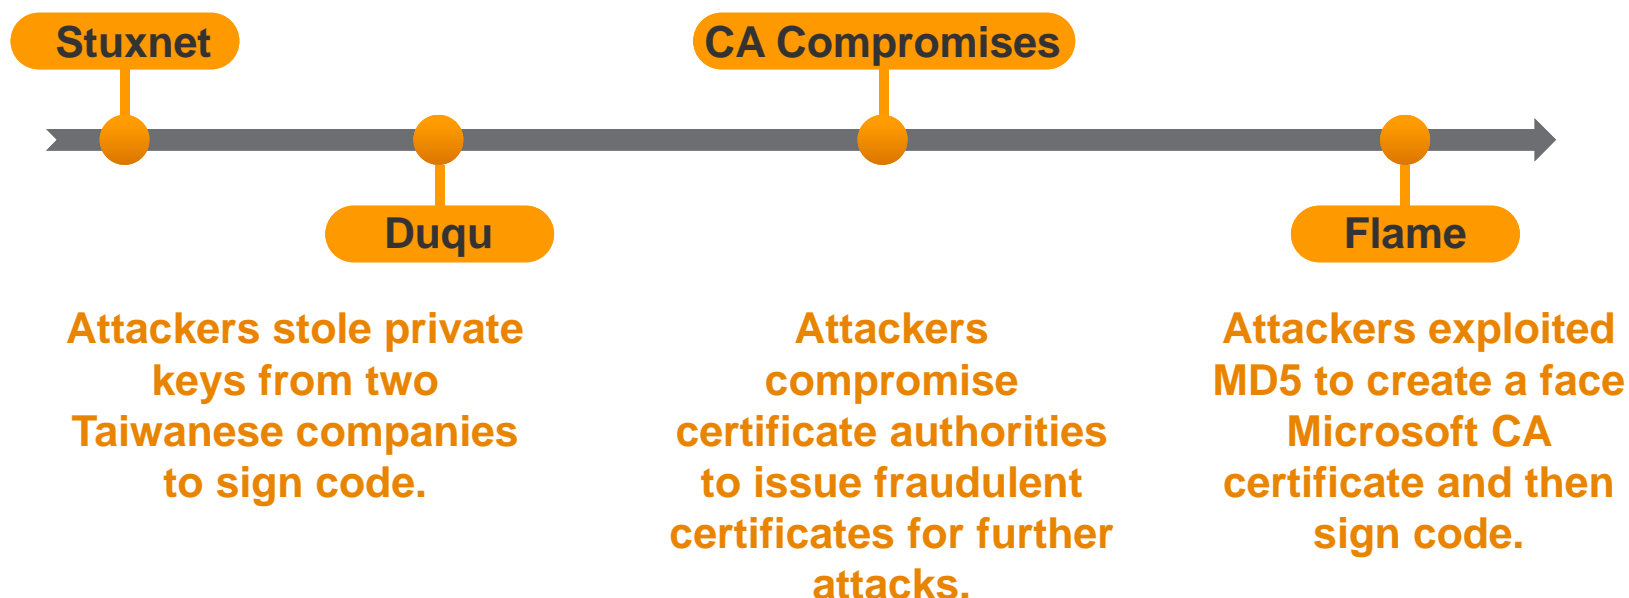 Stuxnet
CA Compromises
Duqu
Flame
Attackers stole private
keys from two
Taiwanese companies
to sign code.
Attackers
compromise
certificate authorities
to issue fraudulent
certificates for further
attacks.
Attackers exploited
MD5 to create a face
Microsoft CA
certificate and then
sign code.